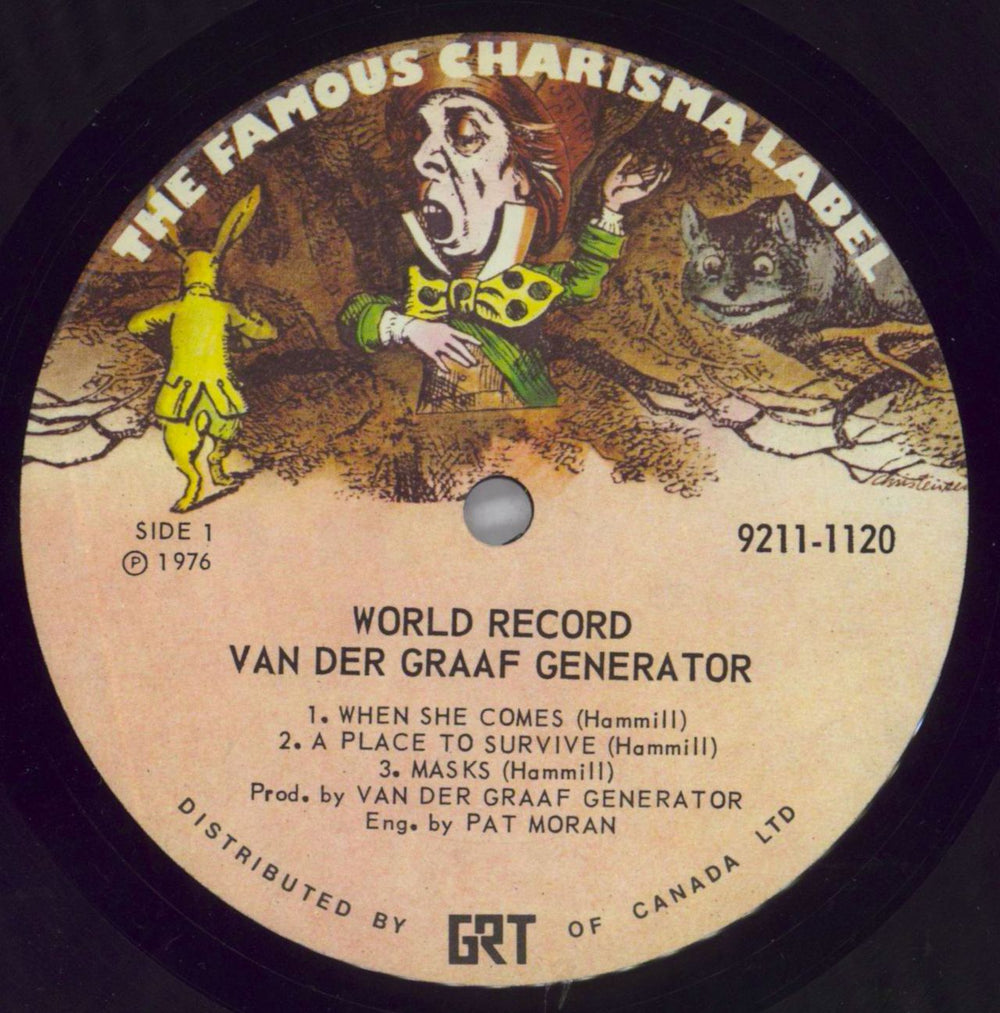 THE FAMOUS CHARISMA LABEL
SIDE 1
℗ 1976
9211-1120
WORLD RECORD
VAN DER GRAAF GENERATOR
1. WHEN SHE COMES (Hammill)
2. A PLACE TO SURVIVE (Hammill)
3. MASKS (Hammill)
Prod. by VAN DER GRAAF GENERATOR
Eng. by PAT MORAN
DISTRIBUTED BY GRT OF CANADA LTD